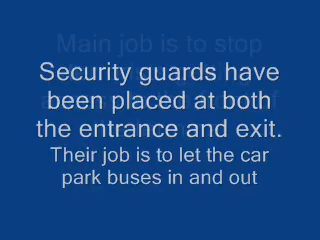 Main job is to stop
Security guards have
been placed at both
the entrance and exit.
Their job is to let the car
park buses in and out